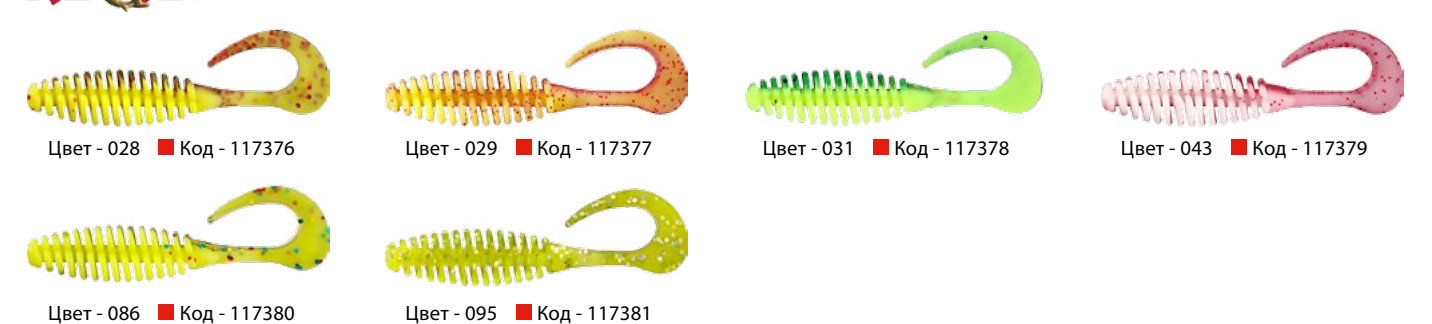 Цвет - 028 Код - 117376
Цвет - 029 Код - 117377
Цвет - 031 Код - 117378
Цвет - 043 Код - 117379
Цвет - 086 Код - 117380
Цвет - 095 Код - 117381